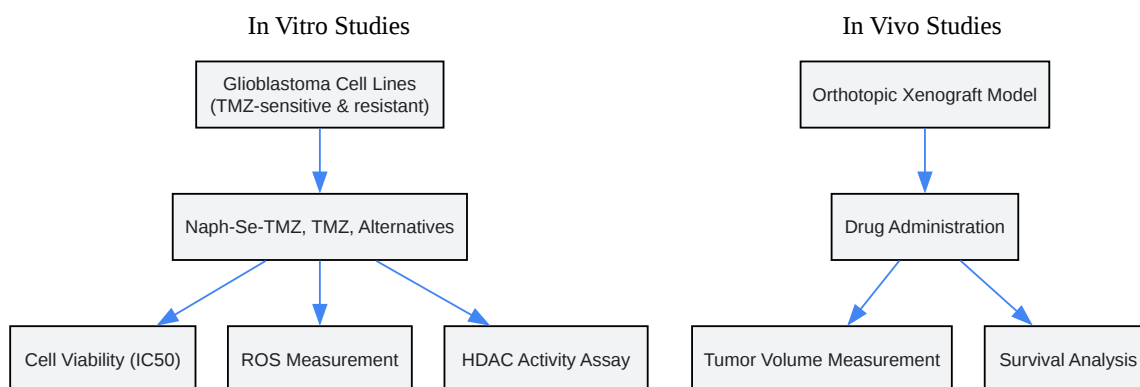 In Vitro Studies
Glioblastoma Cell Lines
(TMZ-sensitive & resistant)
Naph-Se-TMZ, TMZ, Alternatives
Cell Viability (IC50)
ROS Measurement
HDAC Activity Assay
In Vivo Studies
Orthotopic Xenograft Model
Drug Administration
Tumor Volume Measurement
Survival Analysis